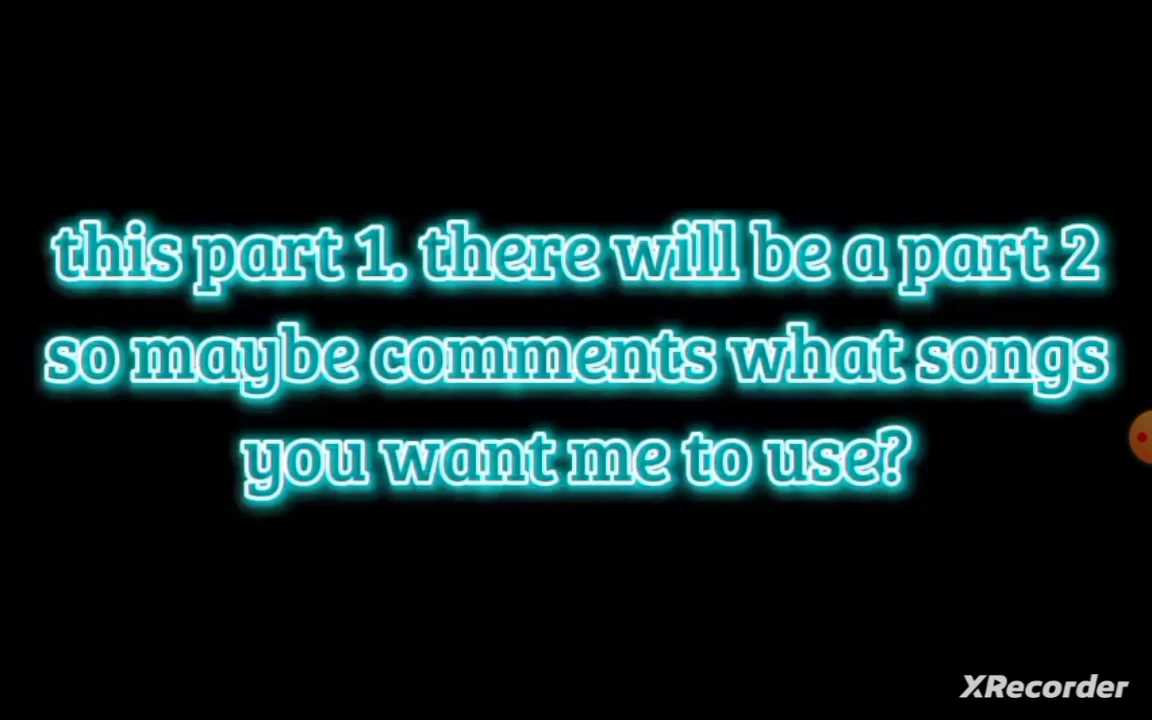 this part 1. there will be a part 2
so maybe comments what songs
you want me to use?
XRecorder